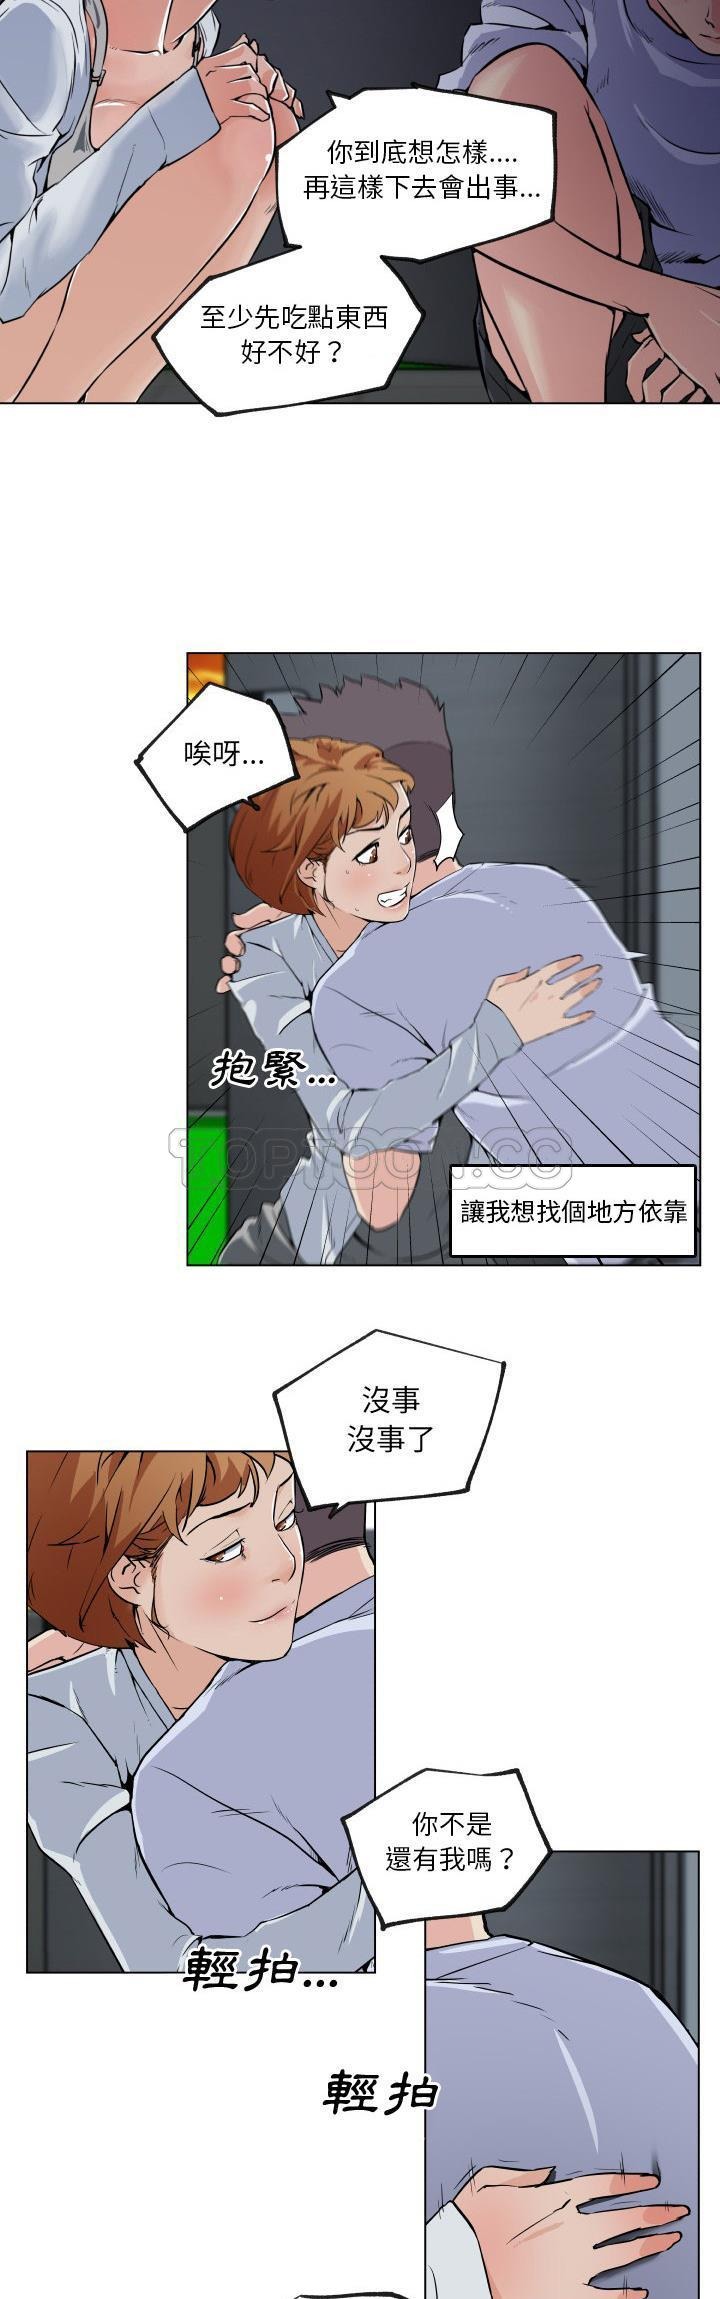 你到底想怎樣....
再這樣下去會出事...
至少先吃點東西
好不好？
唉呀...
抱緊...
TOPTOON.CC
讓我想找個地方依靠
沒事
沒事了
你不是
還有我嗎？
輕拍...
輕拍